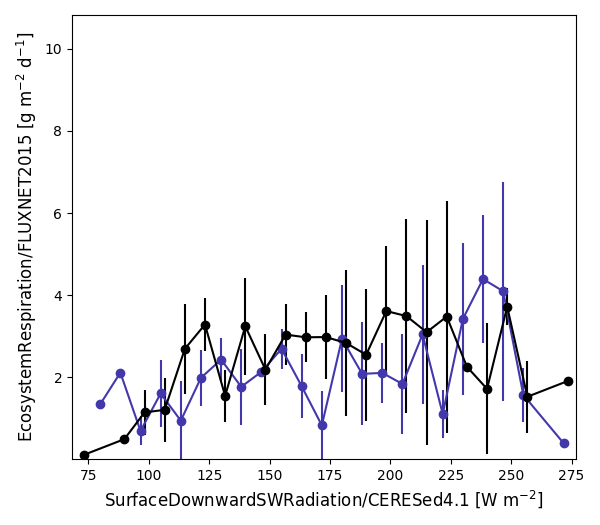 10
8
6
4
2
75 100 125 150 175 200 225 250 275
EcosystemRespiration/FLUXNET2015 [g m⁻² d⁻¹]
SurfaceDownwardSWRadiation/CERESed4.1 [W m⁻²]